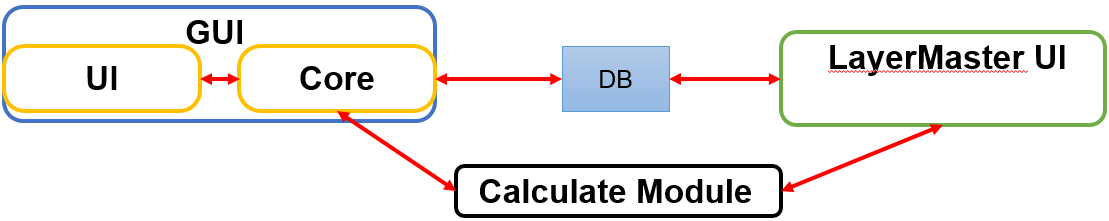 GUI
UI
Core
DB
LayerMaster UI
Calculate Module